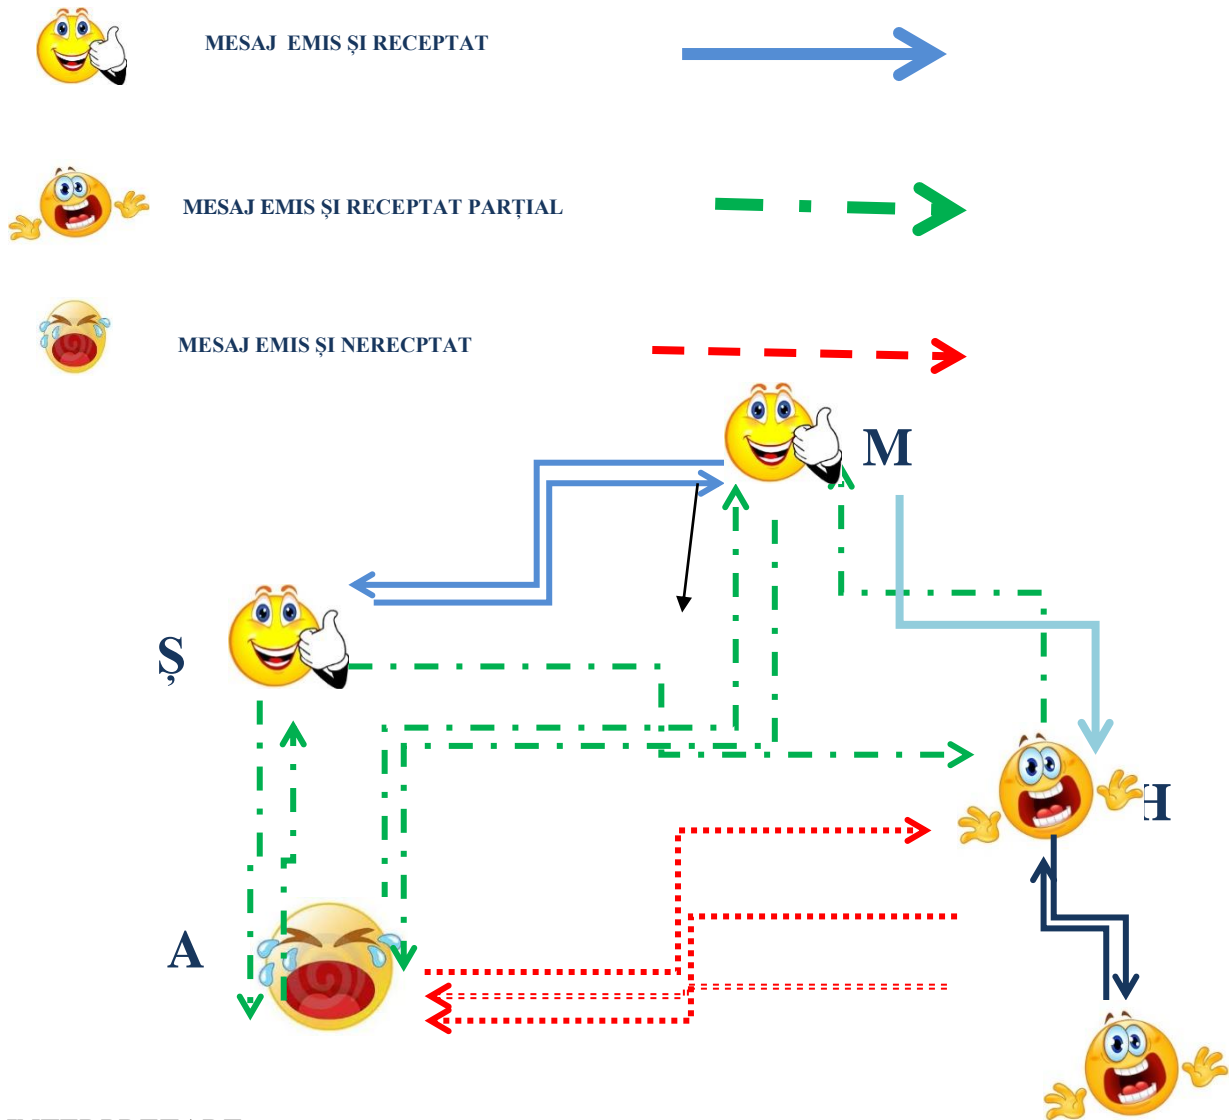 MESAJ EMIS ȘI RECEPTAT
MESAJ EMIS ȘI RECEPTAT PARȚIAL
MESAJ EMIS ȘI NERECPTAT
M
Ș
H
A